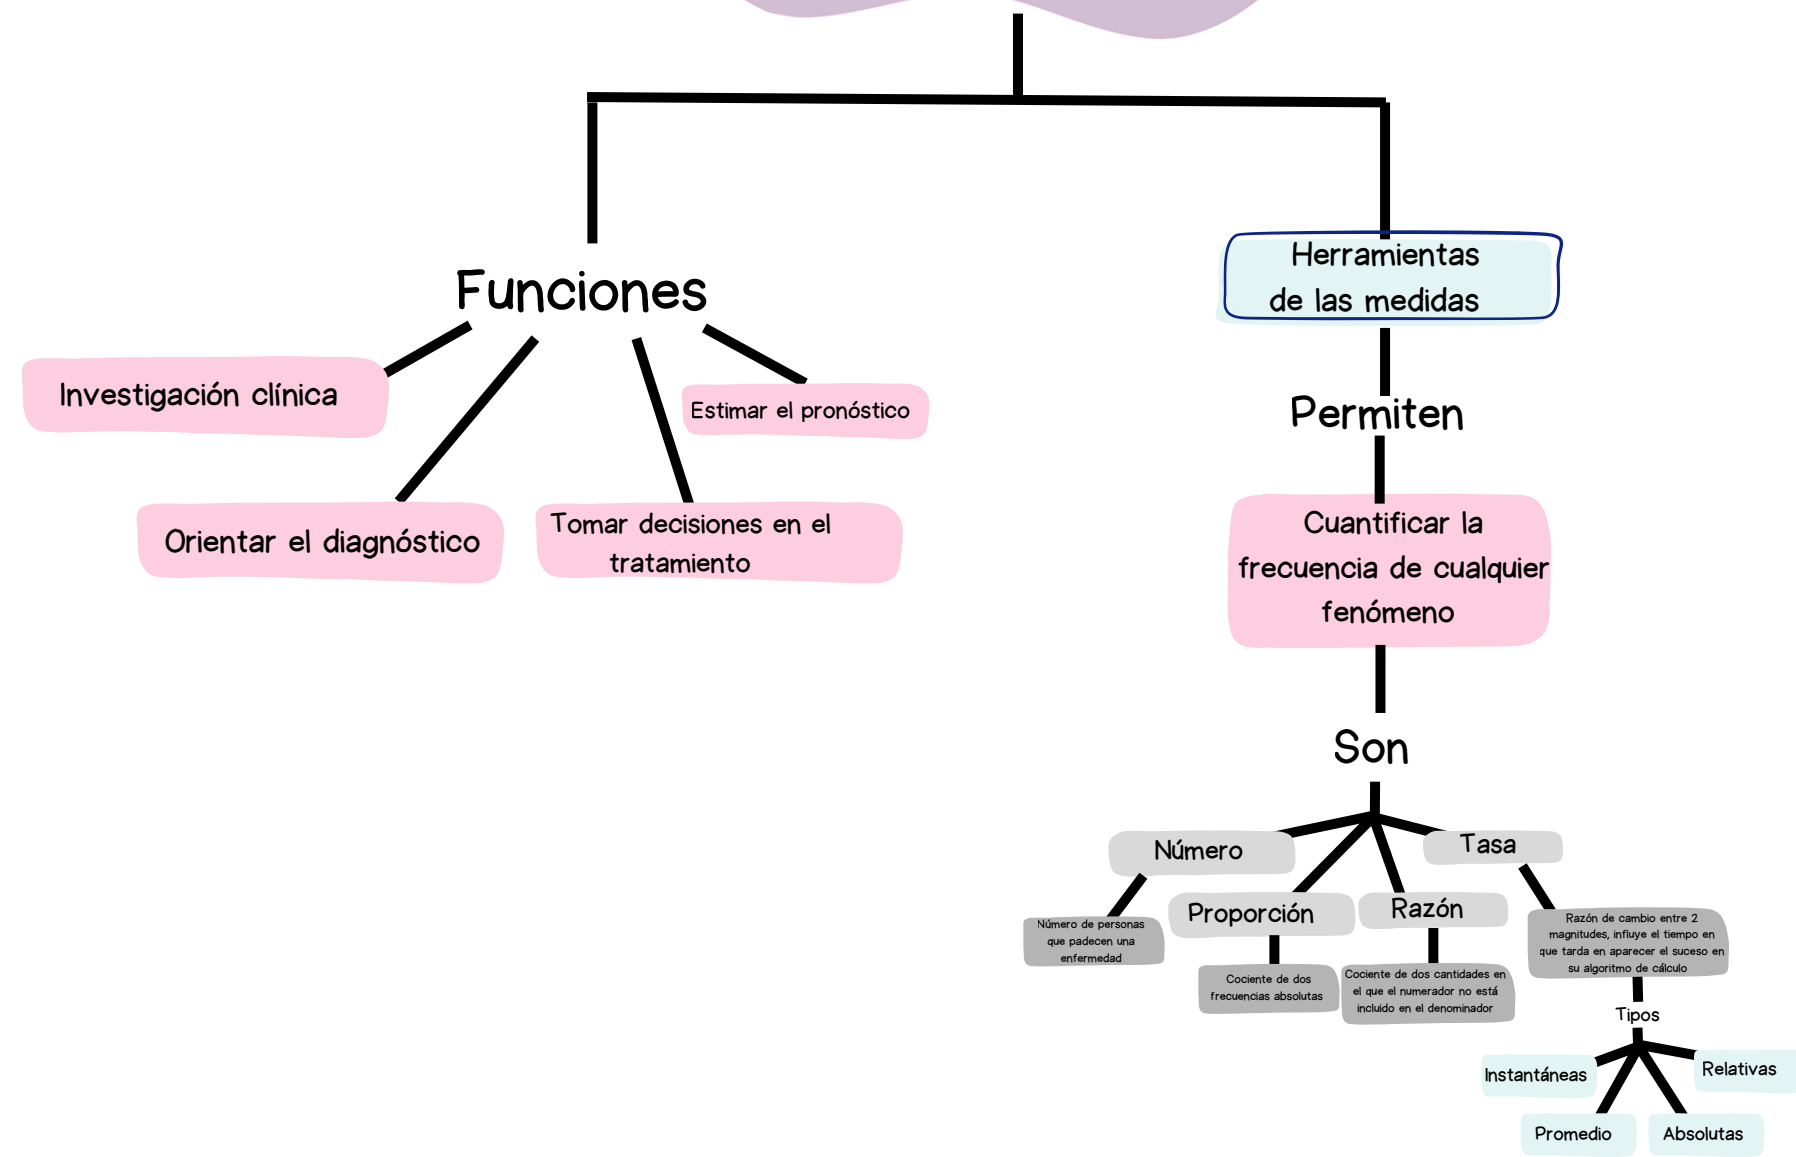 Funciones
Investigación clínica
Estimar el pronóstico
Orientar el diagnóstico
Tomar decisiones en el
tratamiento
Herramientas
de las medidas
Permiten
Cuantificar la
frecuencia de cualquier
fenómeno
Son
Número
Número de personas
que padecen una
enfermedad
Proporción
Cociente de dos
frecuencias absolutas
Razón
Cociente de dos cantidades en
el que el numerador no está
incluido en el denominador
Tasa
Razón de cambio entre 2
magnitudes, influye el tiempo en
que tarda en aparecer el suceso en
su algoritmo de cálculo
Tipos
Instantáneas
Relativas
Promedio
Absolutas